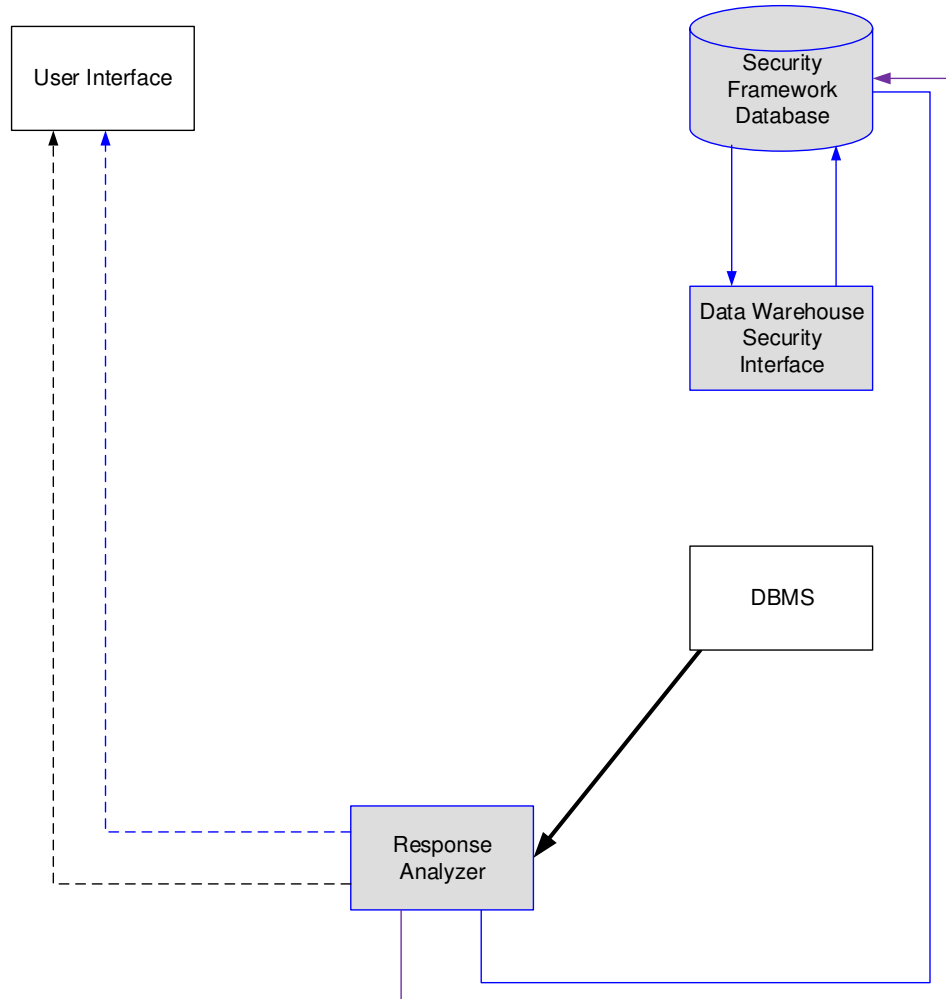 User Interface
Security
Framework
Database
Data Warehouse
Security
Interface
DBMS
Response
Analyzer